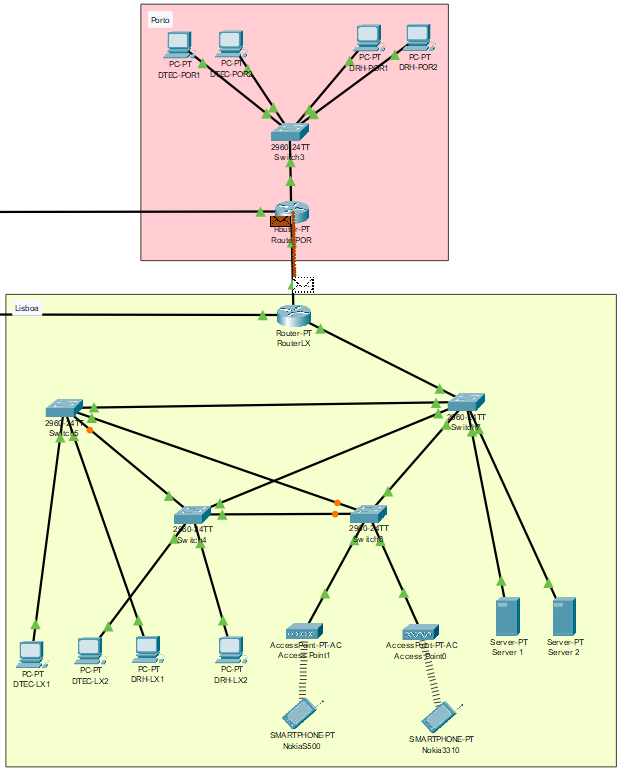 Porto
PC-PT
DTEC-POR1
PC-PT
DTEC-POR2
PC-PT
DRH-POR1
PC-PT
DRH-POR2
2960-24TT
Switch3
Router-PT
RouterPOR
Lisboa
Router-PT
RouterLX
2960-24TT
Switch5
2960-24TT
2960-24TT
Switch4
2960-24TT
PC-PT
DTEC-LX1
PC-PT
DTEC-LX2
PC-PT
DRH-LX1
PC-PT
DRH-LX2
AccessPoint-PT-AC
Access Point1
AccessPoint-PT-AC
Access Point0
Server-PT
Server 1
Server-PT
Server 2
SMARTPHONE-PT
NokiaS500
SMARTPHONE-PT
Nokia3310